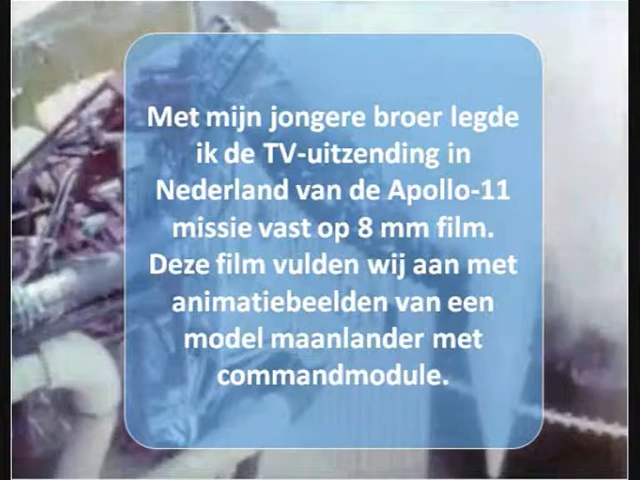 Met mijn jongere broer legde
ik de TV-uitzending in
Nederland van de Apollo-11
missie vast op 8 mm film.
Deze film vulden wij aan met
animatiebeelden van een
model maanlander met
commandmodule.